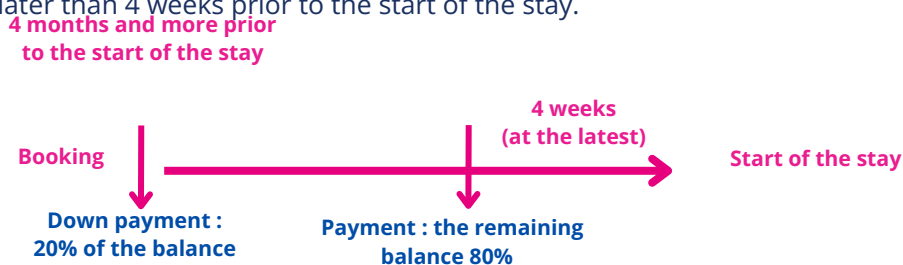 later than 4 weeks prior to the start of the stay.
4 months and more prior
to the start of the stay
4 weeks
(at the latest)
Booking
Start of the stay
Down payment :
20% of the balance
Payment : the remaining
balance 80%